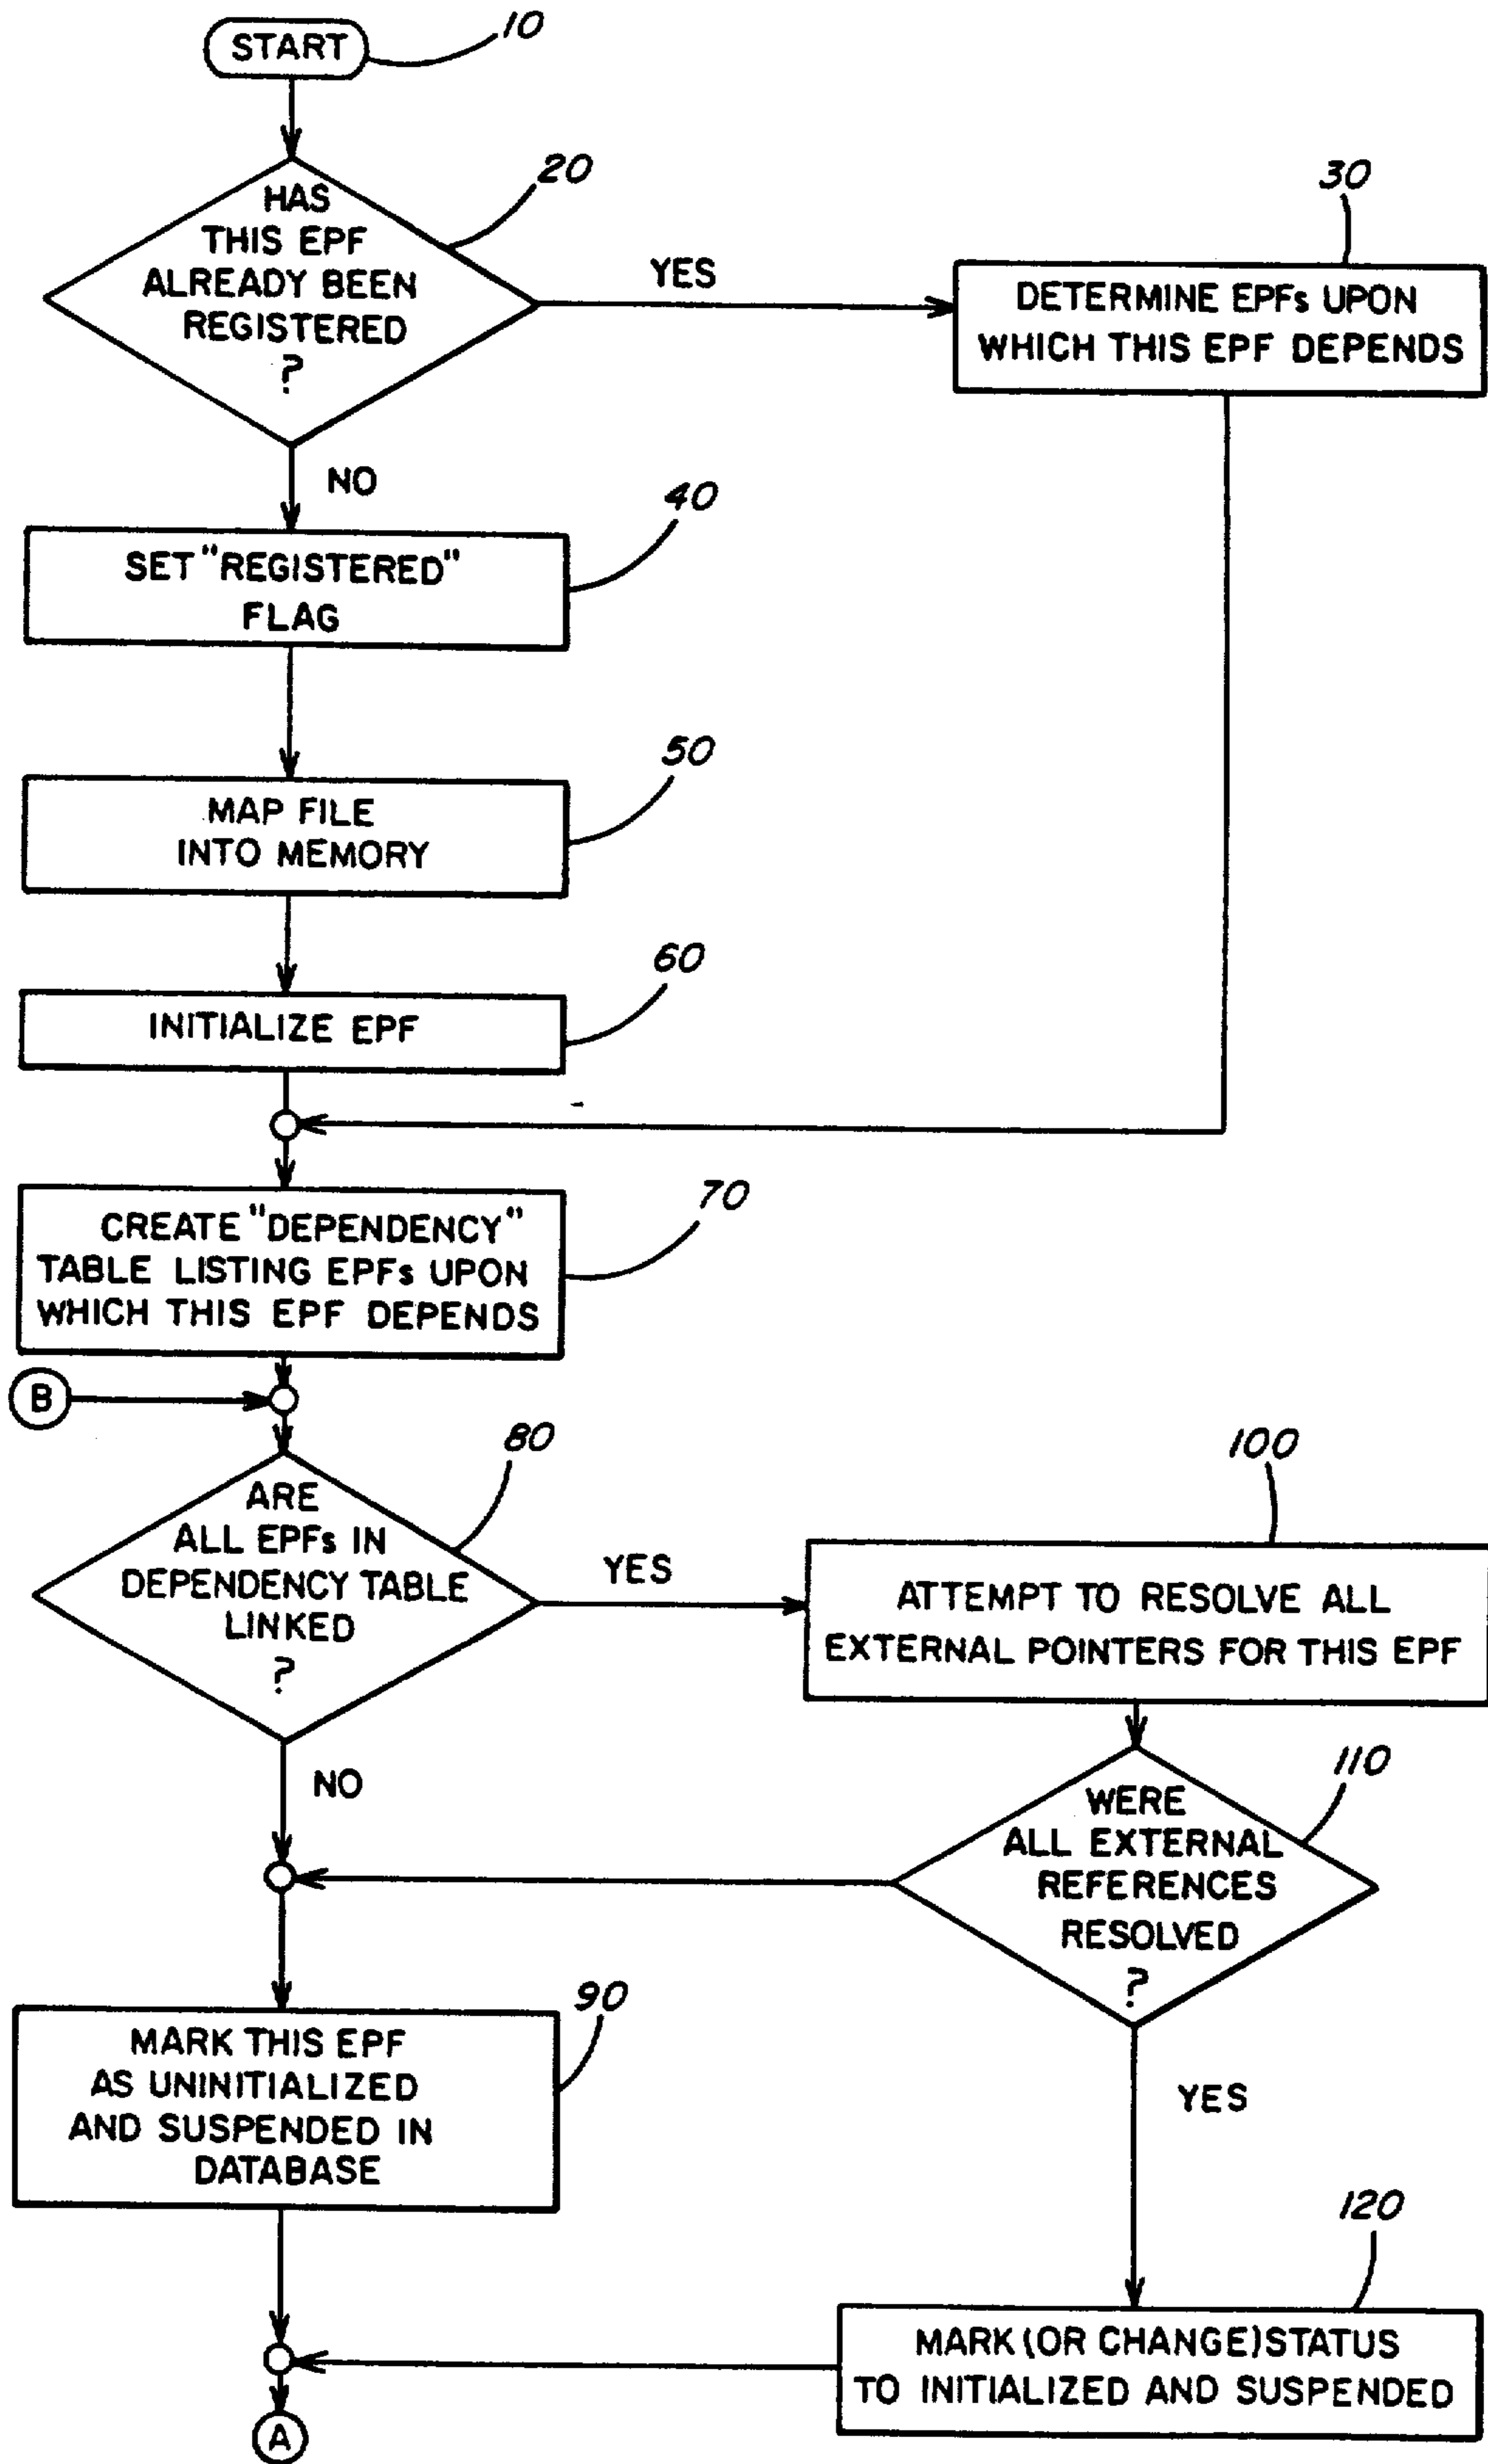 START
10
HAS
THIS EPF
ALREADY BEEN
REGISTERED
?
20
YES
30
DETERMINE EPFs UPON
WHICH THIS EPF DEPENDS
NO
40
SET "REGISTERED"
FLAG
50
MAP FILE
INTO MEMORY
60
INITIALIZE EPF
70
CREATE "DEPENDENCY"
TABLE LISTING EPFs UPON
WHICH THIS EPF DEPENDS
B
80
ARE
ALL EPFs IN
DEPENDENCY TABLE
LINKED
?
YES
100
ATTEMPT TO RESOLVE ALL
EXTERNAL POINTERS FOR THIS EPF
NO
110
WERE
ALL EXTERNAL
REFERENCES
RESOLVED
?
90
MARK THIS EPF
AS UNINITIALIZED
AND SUSPENDED IN
DATABASE
YES
120
MARK (OR CHANGE) STATUS
TO INITIALIZED AND SUSPENDED
A